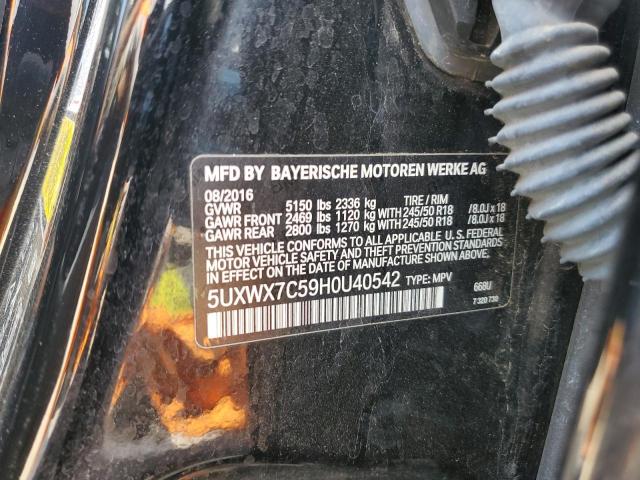 MFD BY BAYERISCHE MOTOREN WERKE AG
08/2016
GVWR 5150 lbs 2336 kg TIRE / RIM
GAWR FRONT 2469 lbs 1120 kg WITH 245/50 R18 /8.0J x 18
GAWR REAR 2800 lbs 1270 kg WITH 245/50 R18 /8.0J x 18
THIS VEHICLE CONFORMS TO ALL APPLICABLE U.S. FEDERAL
MOTOR VEHICLE SAFETY AND THEFT PREVENTION STANDARDS
IN EFFECT ON THE DATE OF MANUFACTURE SHOWN ABOVE.
5UXWX7C59H0U40542 TYPE: MPV
668U
7 320 730